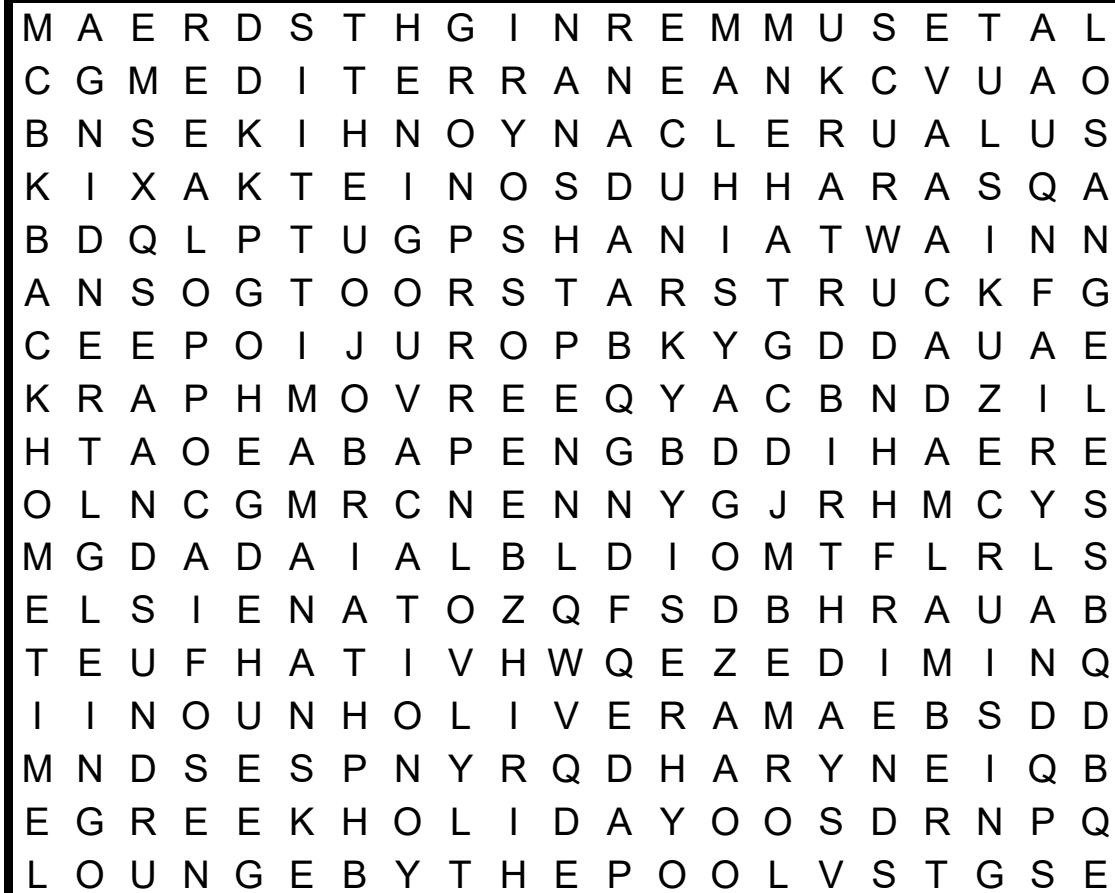 M A E R D S T H G I N R E M M U S E T A L
C G M E D I T E R R A N E A N K C V U A O
B N S E K I H N O Y N A C L E R U A L U S
K I X A K T E I N O S D U H H A R A S Q A
B D Q L P T U G P S H A N I A T W A I N N
A N S O G T O O R S T A R S T R U C K F G
C E E P O I J U R O P B K Y G D D A U A E
K R A P H M O V R E E Q Y A C B N D Z I L
H T A O E A B A P E N G B D D I H A E R E
O L N C G M R C N E N N Y G J R H M C Y S
M G D A D A I A L B L D I O M T F L R L S
E L S I E N A T O Z Q F S D B H R A U A B
T E U F H A T I V H W Q E Z E D I M I N Q
I I N O U N H O L I V E R A M A E B S D D
M N D S E S P N Y R Q D H A R Y N E I Q B
E G R E E K H O L I D A Y O O S D R N P Q
L O U N G E B Y T H E P O O L V S T G S E